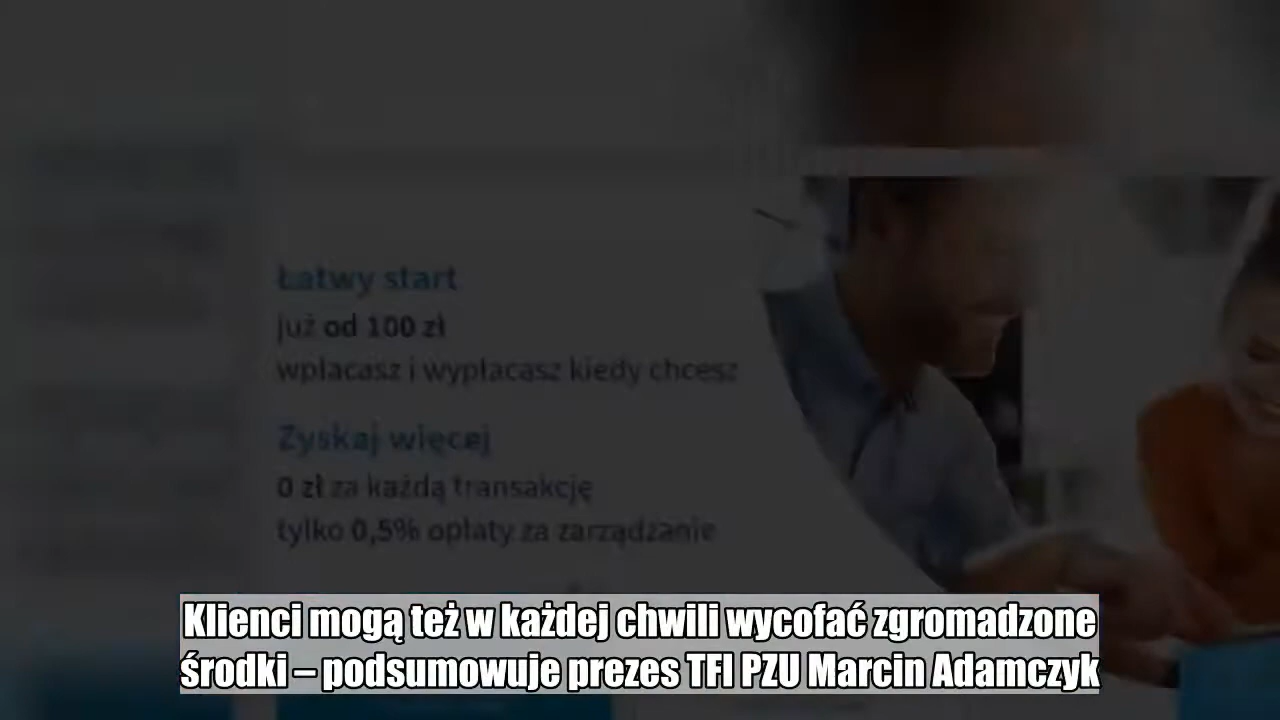 Łatwy start
już od 100 zł
wpłacasz i wypłacasz kiedy chcesz
Zyskaj więcej
0 zł za każdą transakcję
tylko 0,5% opłaty za zarządzanie
Klienci mogą też w każdej chwili wycofać zgromadzone
środki – podsumowuje prezes TFI PZU Marcin Adamczyk